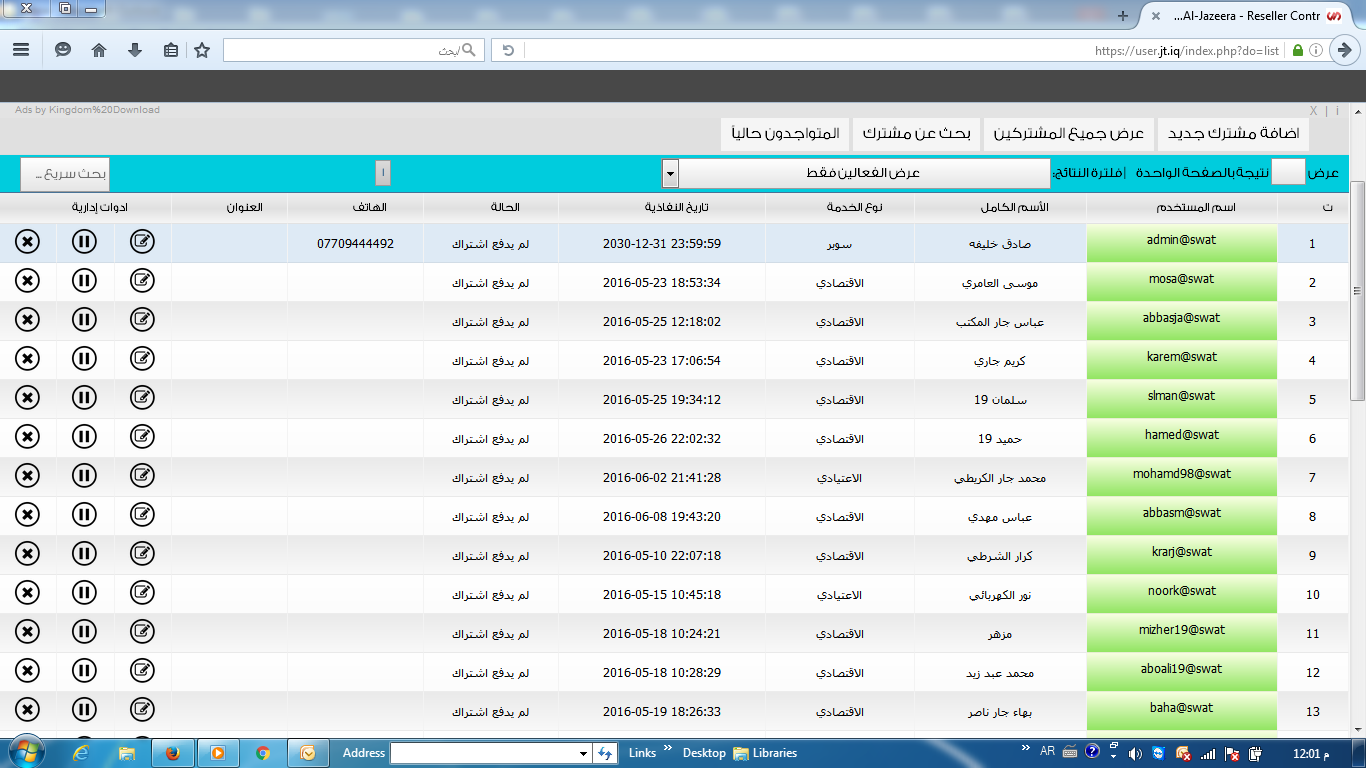 Al-Jazeera - Reseller Contr...
https://user.jt.iq/index.php?do=list
بحث
Ads by Kingdom%20Download
X | i
اضافة مشترك جديد
عرض جميع المشتركين
بحث عن مشترك
المتواجدون حالياً
عرض نتيجة بالصفحة الواحدة | فلترة النتائج: عرض الفعالين فقط
بحث سريع ...
ت اسم المستخدم الأسم الكامل نوع الخدمة تاريخ النفاذية الحالة الهاتف العنوان ادوات إدارية
1 admin@swat صادق خليفه سوبر 2030-12-31 23:59:59 لم يدفع اشتراك 07709444492
2 mosa@swat موسى العامري الاقتصادي 2016-05-23 18:53:34 لم يدفع اشتراك
3 abbasja@swat عباس جار المكتب الاقتصادي 2016-05-25 12:18:02 لم يدفع اشتراك
4 karem@swat كريم جاري الاقتصادي 2016-05-23 17:06:54 لم يدفع اشتراك
5 slman@swat سلمان 19 الاقتصادي 2016-05-25 19:34:12 لم يدفع اشتراك
6 hamed@swat حميد 19 الاقتصادي 2016-05-26 22:02:32 لم يدفع اشتراك
7 mohamd98@swat محمد جار الكريطي الاعتيادي 2016-06-02 21:41:28 لم يدفع اشتراك
8 abbasm@swat عباس مهدي الاقتصادي 2016-06-08 19:43:20 لم يدفع اشتراك
9 krarj@swat كرار الشرطي الاقتصادي 2016-05-10 22:07:18 لم يدفع اشتراك
10 noork@swat نور الكهربائي الاعتيادي 2016-05-15 10:45:18 لم يدفع اشتراك
11 mizher19@swat مزهر الاقتصادي 2016-05-18 10:24:21 لم يدفع اشتراك
12 aboali19@swat محمد عبد زيد الاقتصادي 2016-05-18 10:28:29 لم يدفع اشتراك
13 baha@swat بهاء جار ناصر الاقتصادي 2016-05-19 18:26:33 لم يدفع اشتراك
Address Links » Desktop Libraries » AR 12:01 م